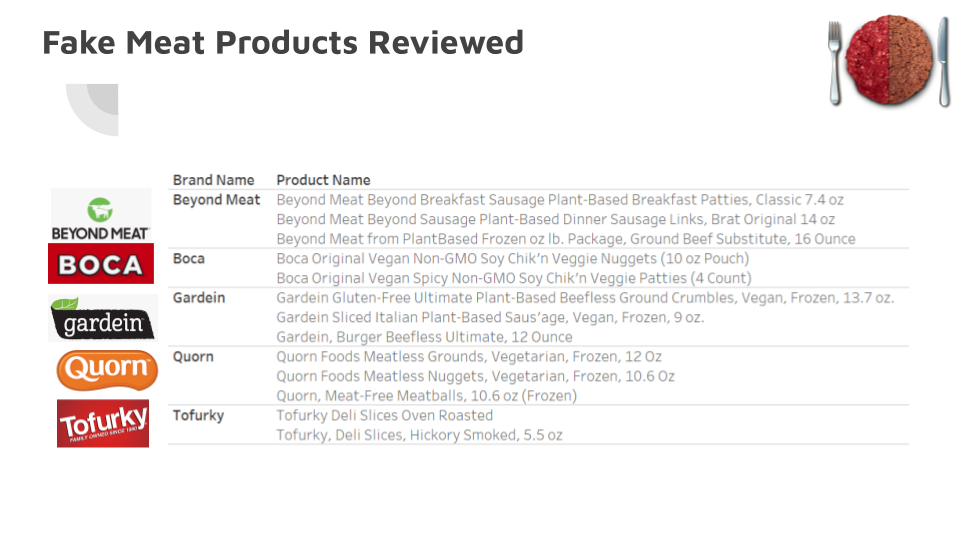 Fake Meat Products Reviewed
Brand Name Product Name
Beyond Meat Beyond Meat Beyond Breakfast Sausage Plant-Based Breakfast Patties, Classic 7.4 oz
Beyond Meat Beyond Sausage Plant-Based Dinner Sausage Links, Brat Original 14 oz
Beyond Meat from PlantBased Frozen oz lb. Package, Ground Beef Substitute, 16 Ounce
BEYOND MEAT
Boca Boca Original Vegan Non-GMO Soy Chik'n Veggie Nuggets (10 oz Pouch)
Boca Original Vegan Spicy Non-GMO Soy Chik'n Veggie Patties (4 Count)
BOCA
Gardein Gardein Gluten-Free Ultimate Plant-Based Beefless Ground Crumbles, Vegan, Frozen, 13.7 oz.
Gardein Sliced Italian Plant-Based Saus'age, Vegan, Frozen, 9 oz.
Gardein, Burger Beefless Ultimate, 12 Ounce
gardein
Quorn Quorn Foods Meatless Grounds, Vegetarian, Frozen, 12 Oz
Quorn Foods Meatless Nuggets, Vegetarian, Frozen, 10.6 Oz
Quorn, Meat-Free Meatballs, 10.6 oz (Frozen)
Quorn
Tofurky Tofurky Deli Slices Oven Roasted
Tofurky, Deli Slices, Hickory Smoked, 5.5 oz
Tofurky
FAMILY OWNED SINCE 1980